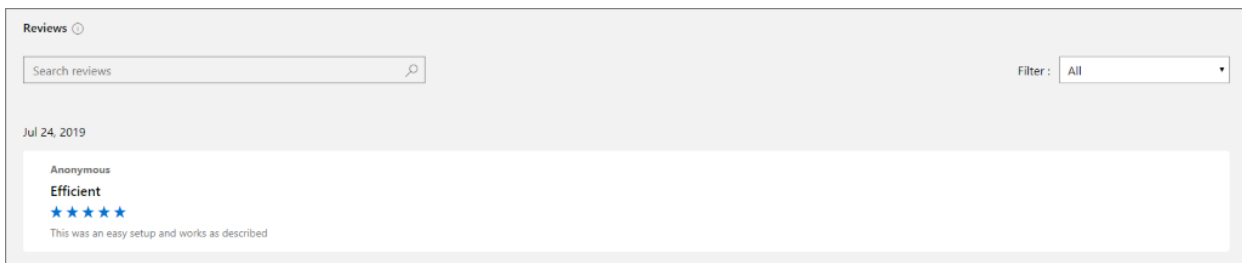 Reviews
Search reviews
Filter : All
Jul 24, 2019
Anonymous
Efficient
This was an easy setup and works as described